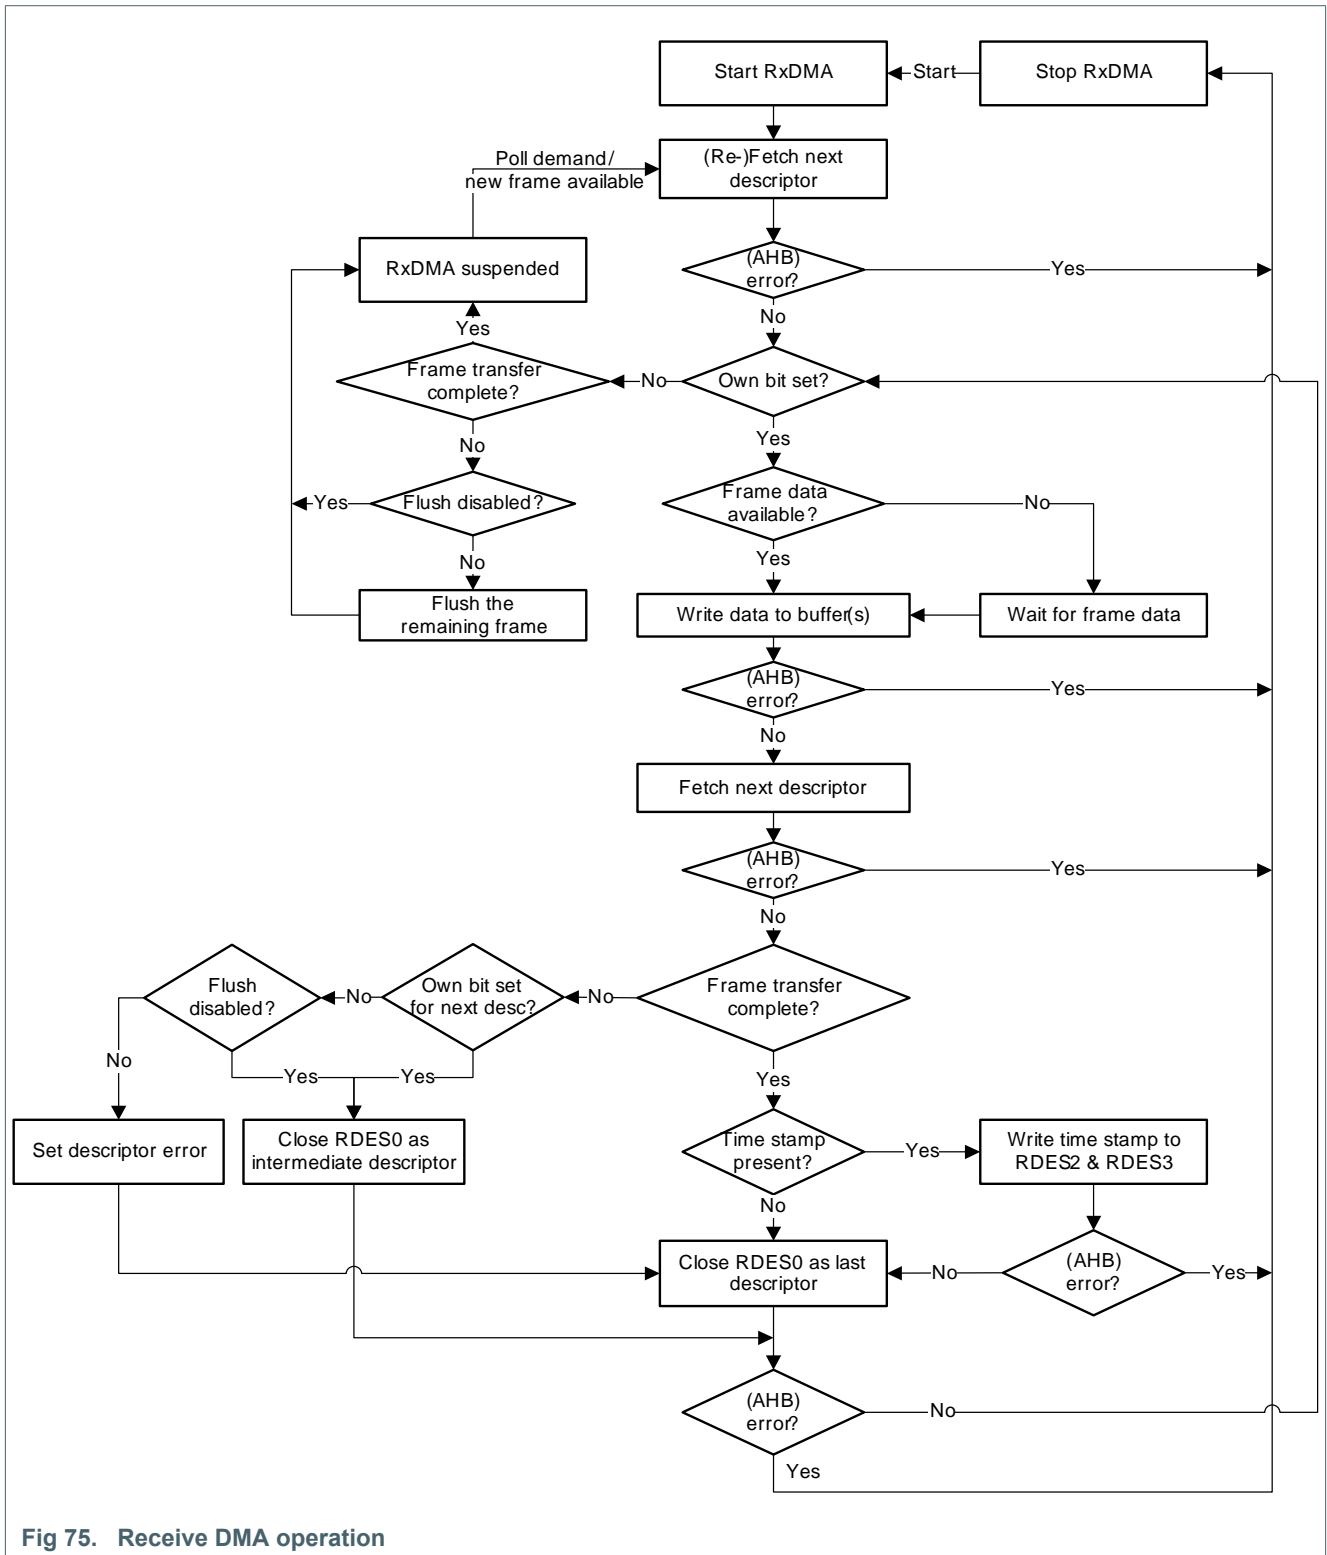 Start RxDMA
Start
Stop RxDMA
Poll demand/
new frame available
(Re-)Fetch next
descriptor
RxDMA suspended
(AHB)
error?
Yes
No
Yes
Frame transfer
complete?
No
Own bit set?
No
Yes
Yes
Flush disabled?
Frame data
available?
No
No
Yes
Flush the
remaining frame
Write data to buffer(s)
Wait for frame data
(AHB)
error?
Yes
No
Fetch next descriptor
(AHB)
error?
Yes
No
Flush
disabled?
No
Own bit set
for next desc?
No
Frame transfer
complete?
No
Yes
Yes
Yes
Set descriptor error
Close RDES0 as
intermediate descriptor
Time stamp
present?
Yes
Write time stamp to
RDES2 & RDES3
No
Close RDES0 as last
descriptor
No
(AHB)
error?
Yes
(AHB)
error?
No
Yes
Fig 75. Receive DMA operation